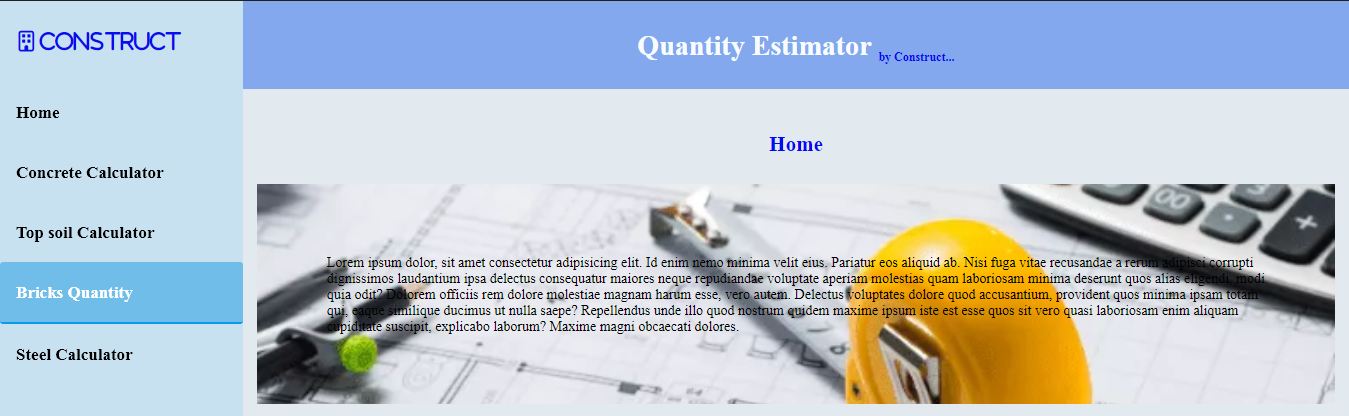 CONSTRUCT
Home
Concrete Calculator
Top soil Calculator
Bricks Quantity
Steel Calculator
Quantity Estimator by Construct...
Home
Lorem ipsum dolor, sit amet consectetur adipisicing elit. Id enim nemo minima velit eius. Pariatur eos aliquid ab. Nisi fuga vitae recusandae a rerum adipisci corrupti
dignissimos laudantium ipsa delectus consequatur maiores neque repudiandae voluptate aperiam molestias quam laboriosam minima deserunt quos alias eligendi, modi
quia odit? Dolorem officiis rem dolore molestiae magnam harum esse, vero autem. Delectus voluptates dolore quod accusantium, provident quos minima ipsam totam
qui, eaque similique ducimus ut nulla saepe? Repellendus unde illo quod nostrum quidem maxime ipsum iste est esse quos sit vero quasi laboriosam enim aliquam
cupiditate suscipit, explicabo laborum? Maxime magni obcaecati dolores.
00
+